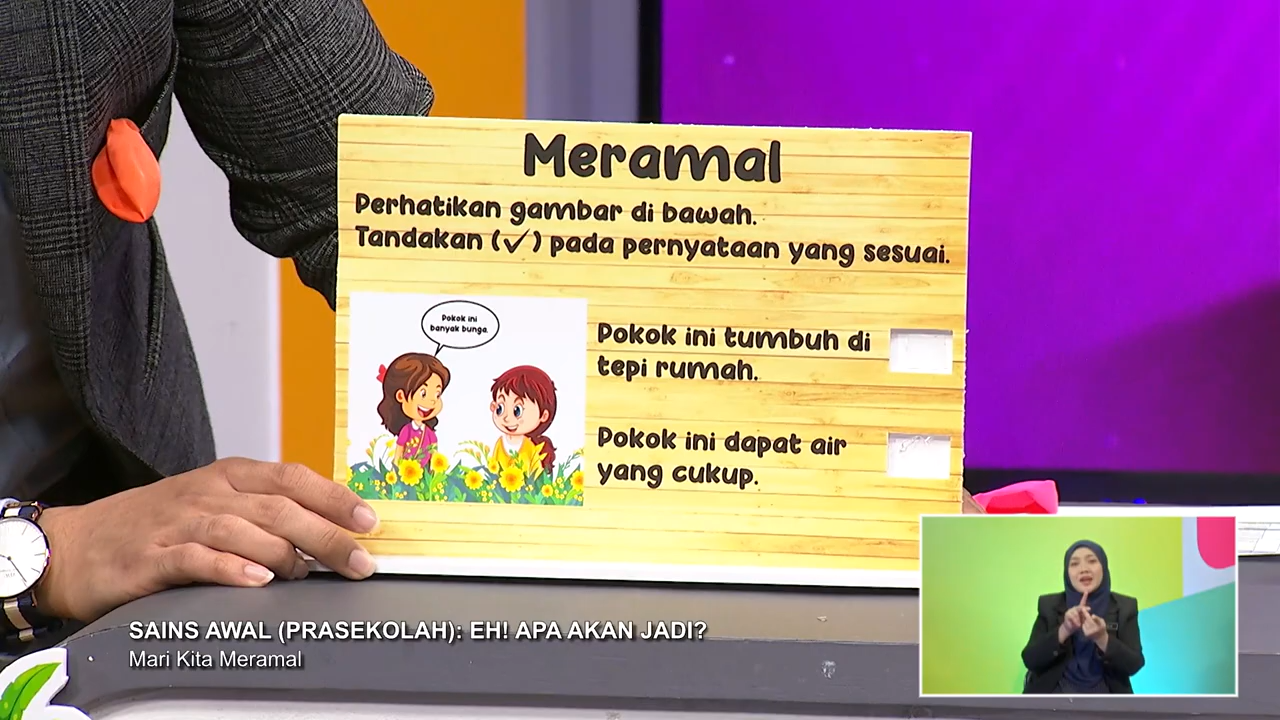 Meramal
Perhatikan gambar di bawah.
Tandakan (✓) pada pernyataan yang sesuai.
Pokok ini
banyak bunga.
Pokok ini tumbuh di
tepi rumah.
Pokok ini dapat air
yang cukup.
SAINS AWAL (PRASEKOLAH): EH! APA AKAN JADI?
Mari Kita Meramal